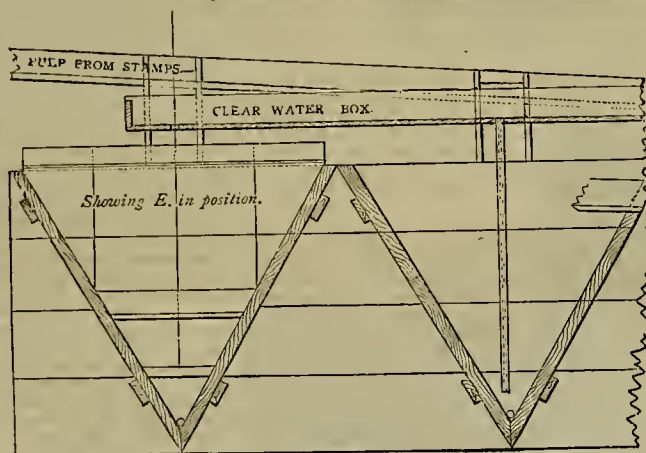 PULP FROM STAMPS
CLEAR WATER BOX.
Showing E. in position.